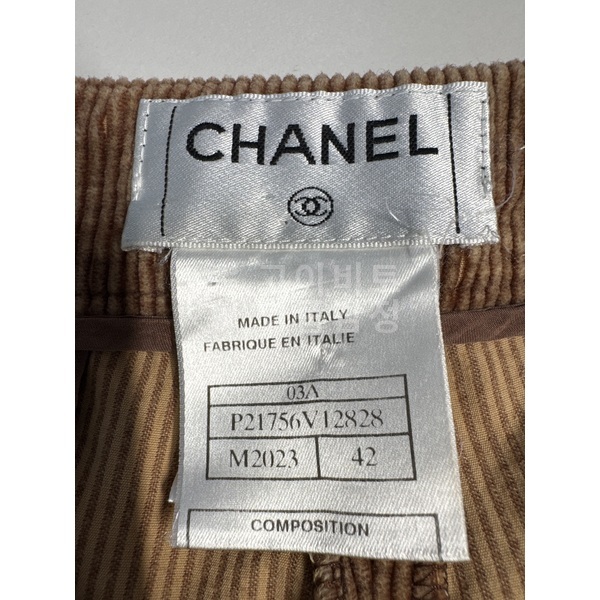 CHANEL
MADE IN ITALY
FABRIQUE EN ITALIE
03A
P21756V12828
M2023 42
COMPOSITION